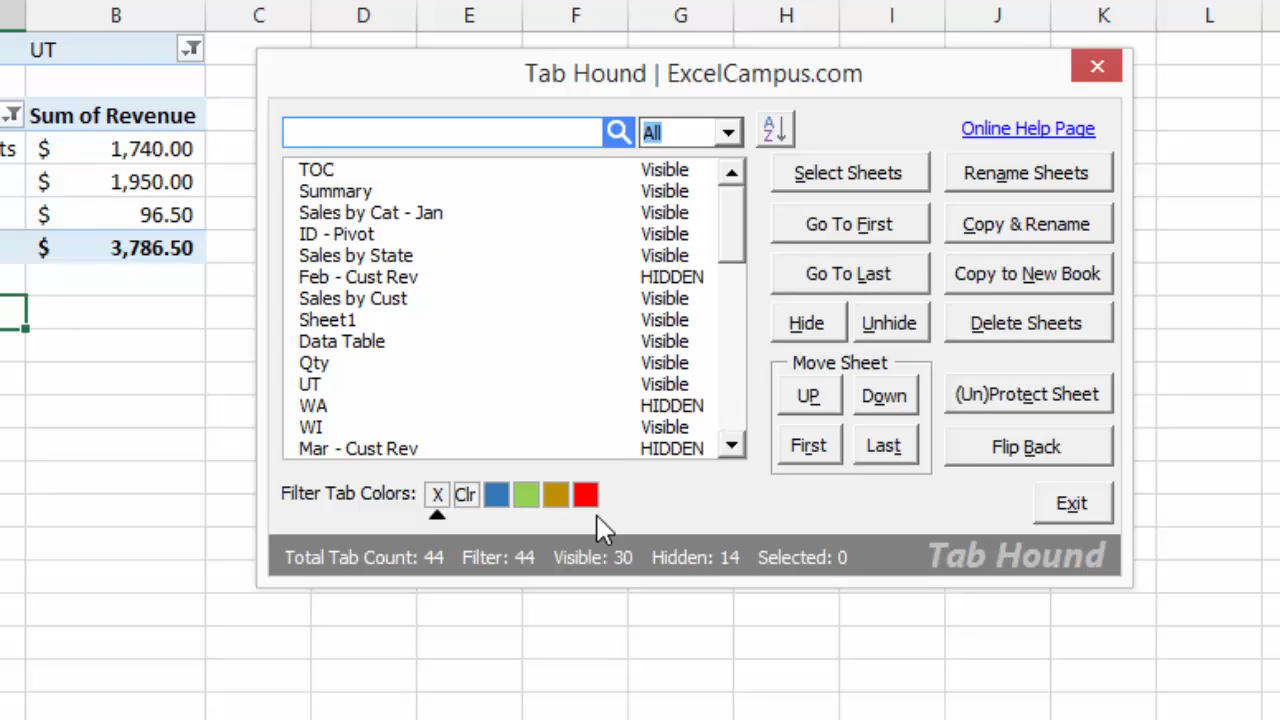 B C D E F G H I J K L
UT
Sum of Revenue
ts $ 1,740.00
$ 1,950.00
$ 96.50
$ 3,786.50
Tab Hound | ExcelCampus.com
All
A
Z
Online Help Page
TOC Visible
Summary Visible
Sales by Cat - Jan Visible
ID - Pivot Visible
Sales by State Visible
Feb - Cust Rev HIDDEN
Sales by Cust Visible
Sheet1 Visible
Data Table Visible
Qty Visible
UT Visible
WA HIDDEN
WI Visible
Mar - Cust Rev HIDDEN
Select Sheets Rename Sheets
Go To First Copy & Rename
Go To Last Copy to New Book
Hide Unhide Delete Sheets
Move Sheet
UP Down (Un)Protect Sheet
First Last Flip Back
Filter Tab Colors: X Clr
Exit
Total Tab Count: 44 Filter: 44 Visible: 30 Hidden: 14 Selected: 0 Tab Hound